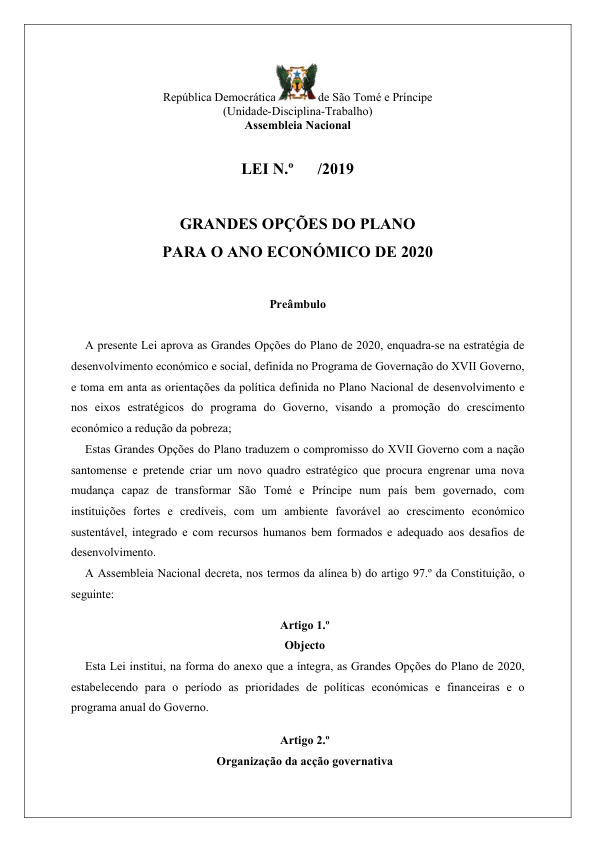 República Democrática de São Tomé e Príncipe
(Unidade-Disciplina-Trabalho)
Assembleia Nacional
LEI N.º /2019
GRANDES OPÇÕES DO PLANO
PARA O ANO ECONÓMICO DE 2020
Preâmbulo
A presente Lei aprova as Grandes Opções do Plano de 2020, enquadra-se na estratégia de
desenvolvimento económico e social, definida no Programa de Governação do XVII Governo,
e toma em anta as orientações da política definida no Plano Nacional de desenvolvimento e
nos eixos estratégicos do programa do Governo, visando a promoção do crescimento
económico a redução da pobreza;
Estas Grandes Opções do Plano traduzem o compromisso do XVII Governo com a nação
santomense e pretende criar um novo quadro estratégico que procura engrenar uma nova
mudança capaz de transformar São Tomé e Príncipe num país bem governado, com
instituições fortes e credíveis, com um ambiente favorável ao crescimento económico
sustentável, integrado e com recursos humanos bem formados e adequado aos desafios de
desenvolvimento.
A Assembleia Nacional decreta, nos termos da alínea b) do artigo 97.º da Constituição, o
seguinte:
Artigo 1.º
Objecto
Esta Lei institui, na forma do anexo que a íntegra, as Grandes Opções do Plano de 2020,
estabelecendo para o período as prioridades de políticas económicas e financeiras e o
programa anual do Governo.
Artigo 2.º
Organização da acção governativa